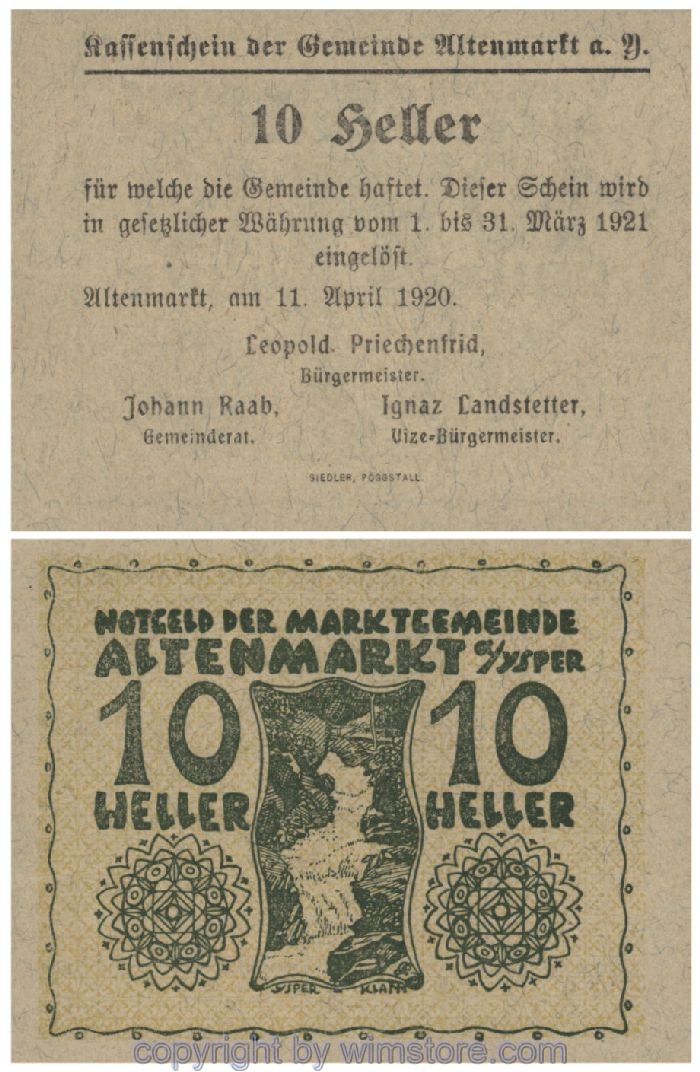 Kassenschein der Gemeinde Altenmarkt a. Y.
10 Heller
für welche die Gemeinde haftet. Dieser Schein wird
in gesetzlicher Währung vom 1. bis 31. März 1921
eingelöst.
Altenmarkt, am 11. April 1920.
Leopold Priechenfrid,
Bürgermeister.
Johann Raab,
Gemeinderat.
Ignaz Landstetter,
Vize-Bürgermeister.
SIEDLER, PÖGGSTALL.
NOTGELD DER MARKTGEMEINDE
ALTENMARKT a/YSPER
10 10
HELLER HELLER
YSPER KLAMM
copyright by wimstore.com